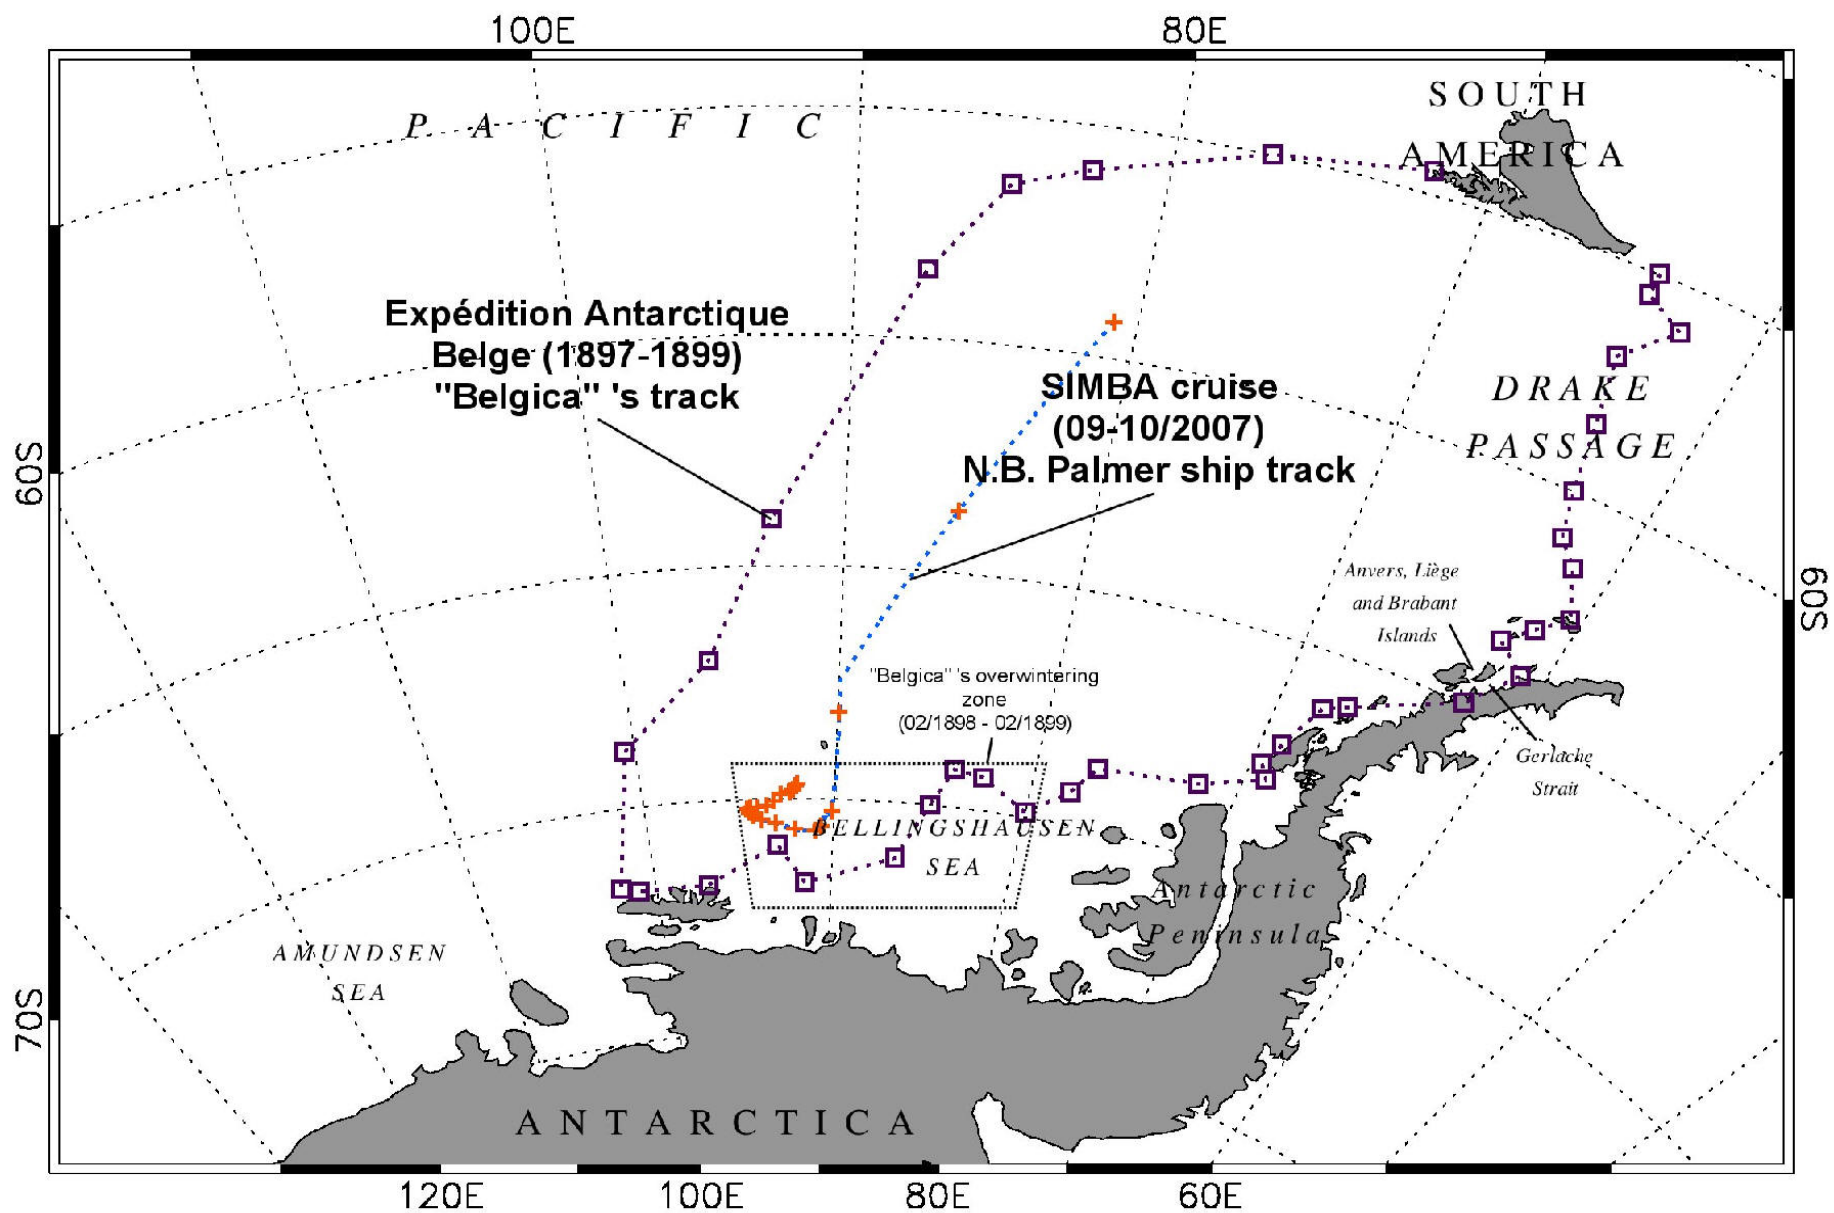 100E
80E
SOUTH
AMERICA
PACIFIC
Expédition Antarctique
Belge (1897-1899)
"Belgica" 's track
SIMBA cruise
(09-10/2007)
N.B. Palmer ship track
DRAKE
PASSAGE
60S
60S
Anvers, Liège
and Brabant
Islands
"Belgica" 's overwintering
zone
(02/1898 - 02/1899)
Gerlache
Strait
BELLINGSHAUSEN
SEA
Antarctic
Peninsula
AMUNDSEN
SEA
70S
ANTARCTICA
120E
100E
80E
60E